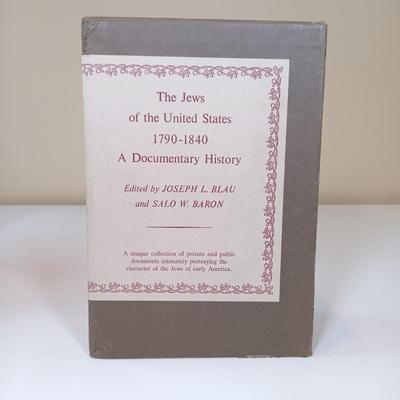 The Jews
of the United States
1790-1840
A Documentary History
Edited by JOSEPH L. BLAU
and SALO W. BARON
A unique collection of private and public
documents intimately portraying the
character of the Jews of early America.